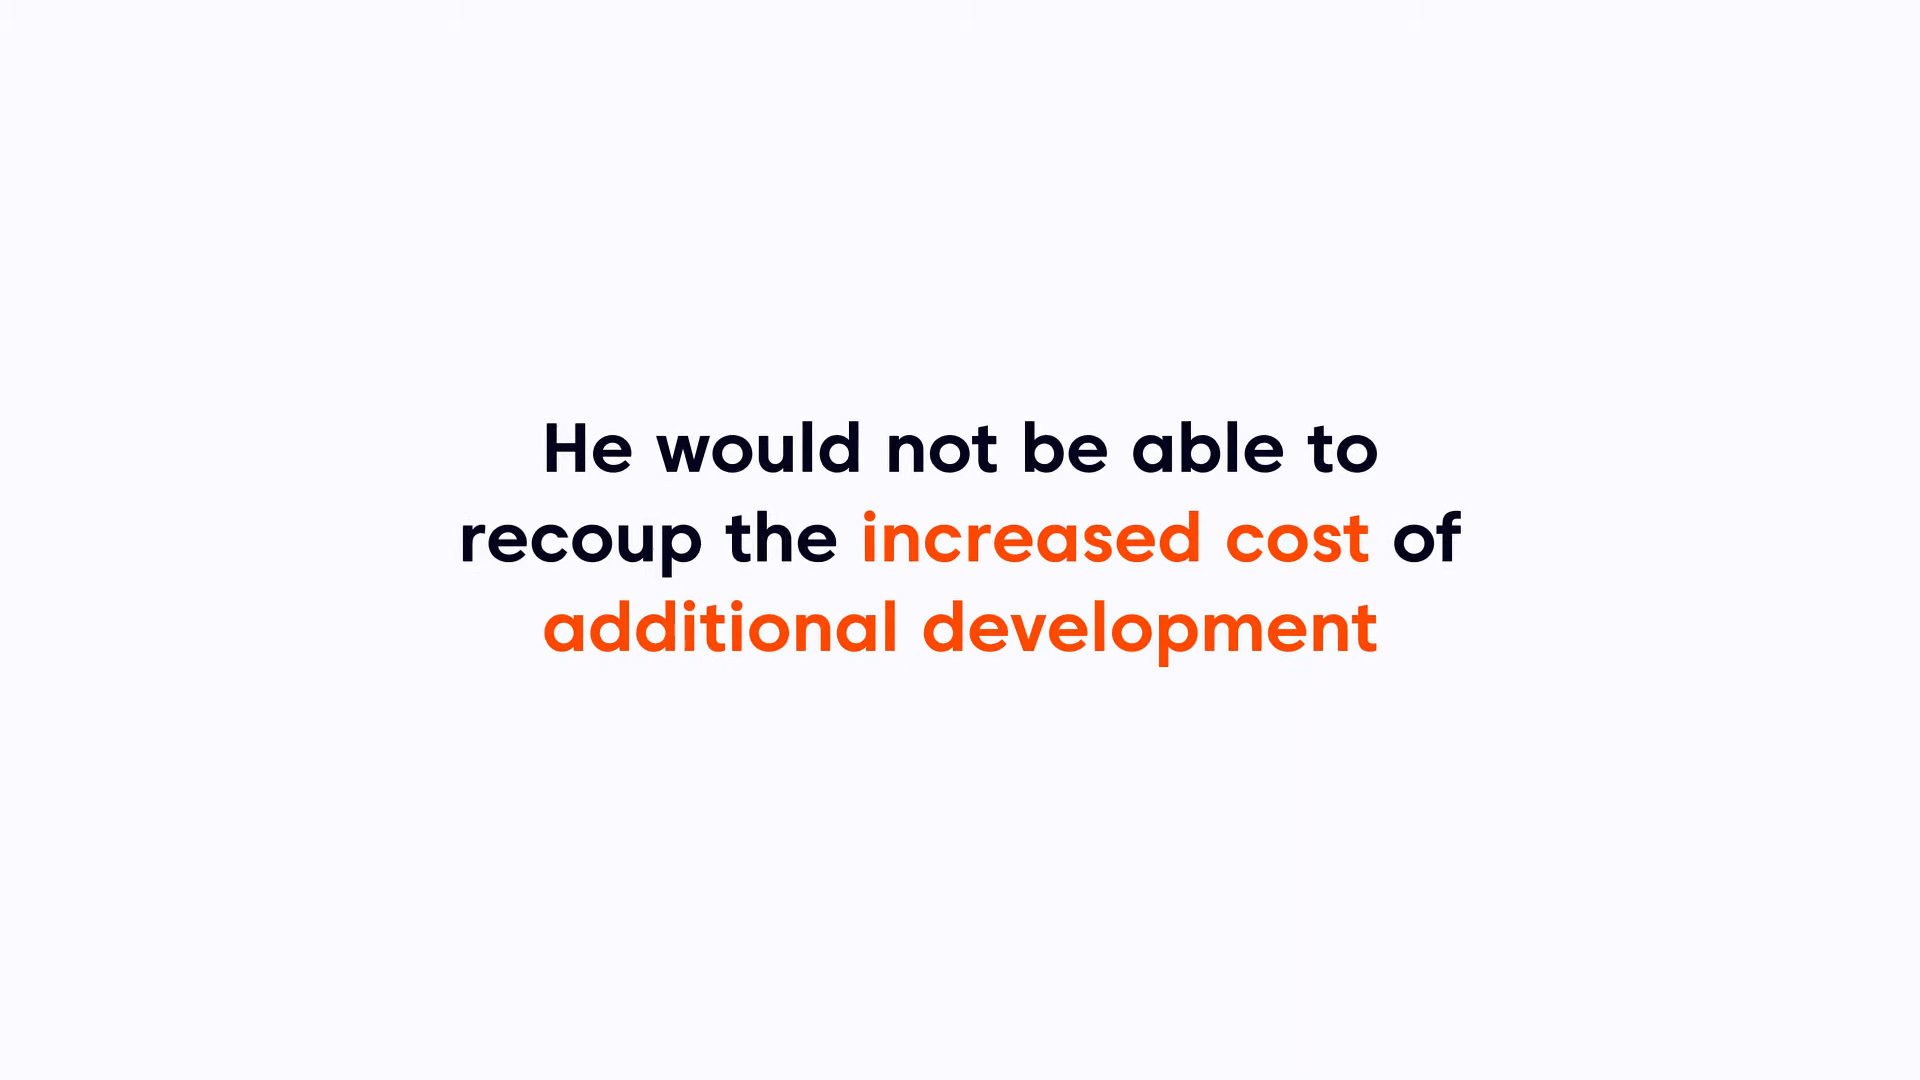 He would not be able to
recoup the increased cost of
additional development